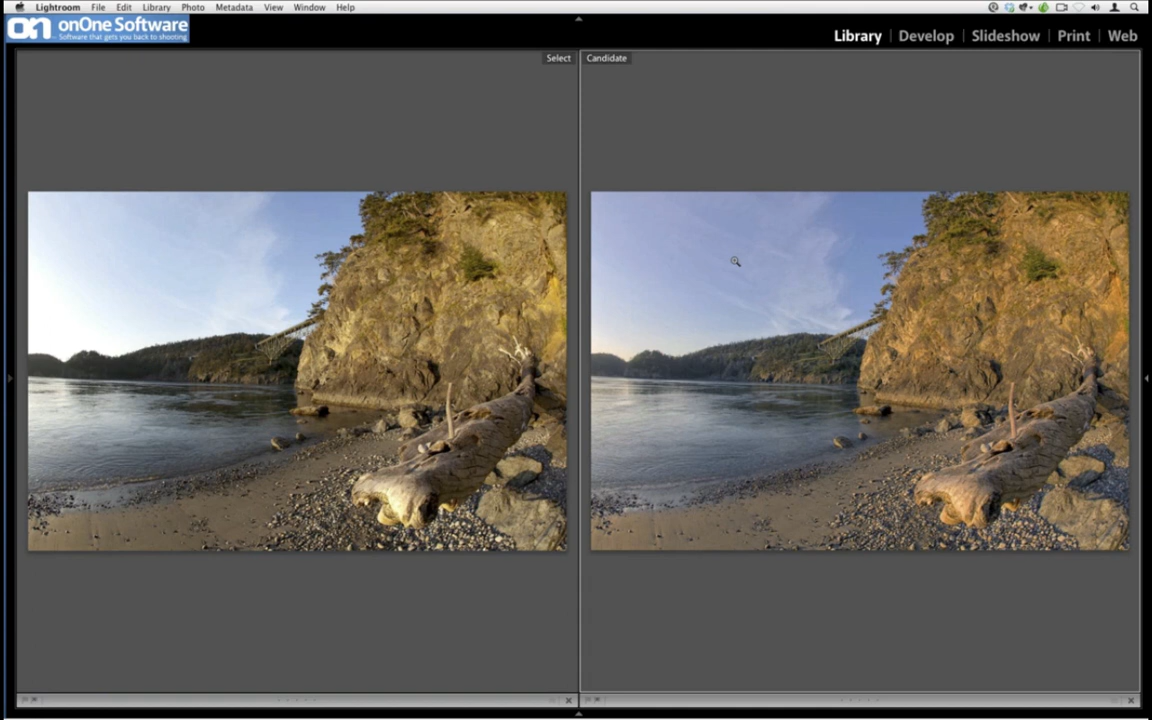 Lightroom File Edit Library Photo Metadata View Window Help
on onOne Software
Software that gets you back to shooting
Library | Develop | Slideshow | Print | Web
Select
Candidate